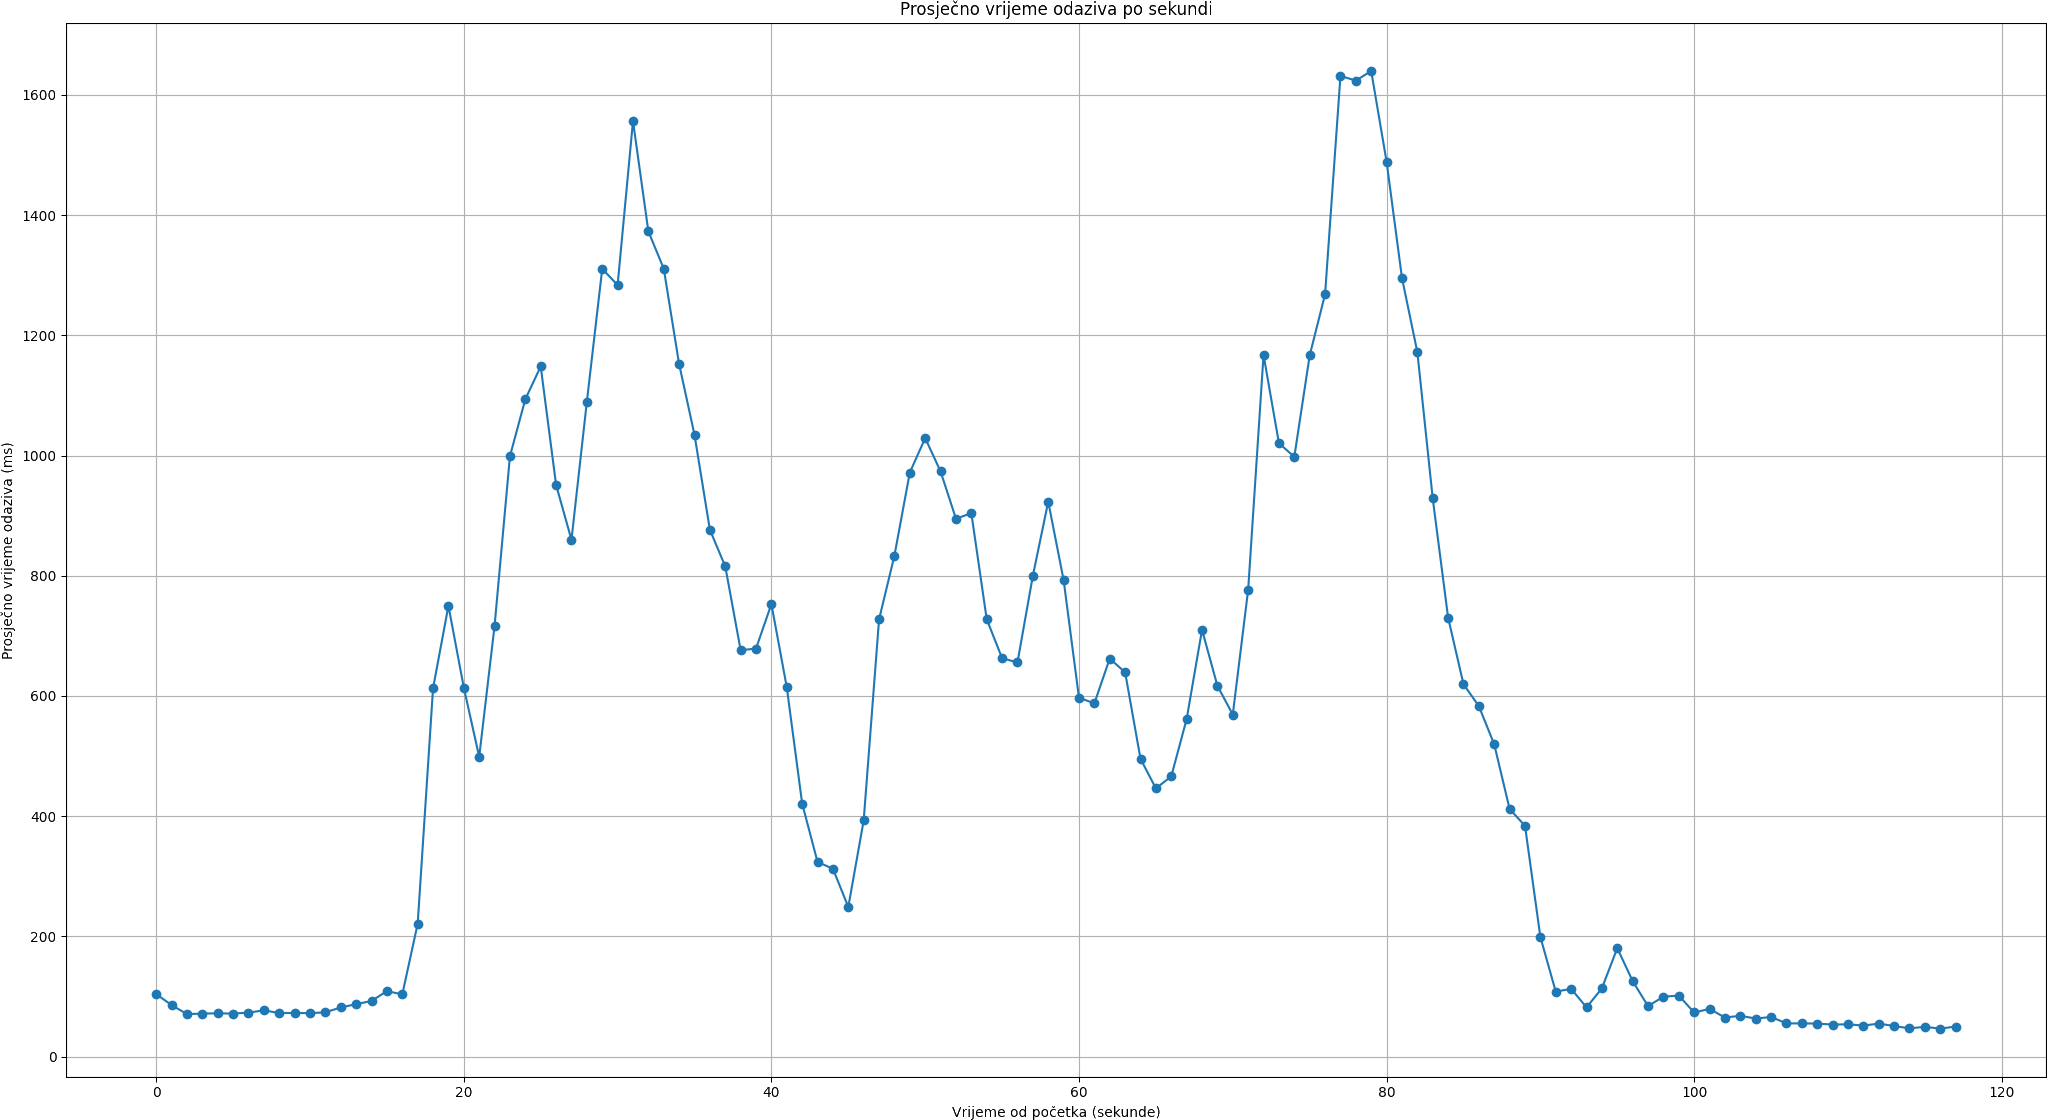 Prosječno vrijeme odaziva po sekundi
Prosječno vrijeme odaziva (ms)
1600
1400
1200
1000
800
600
400
200
0
0 20 40 60 80 100 120
Vrijeme od početka (sekunde)